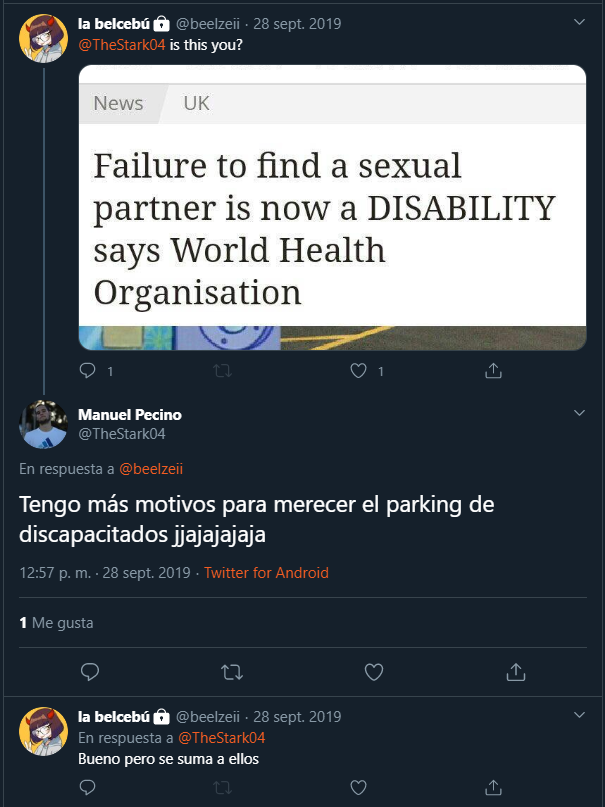 la belcebú @beelzeii · 28 sept. 2019
@TheStark04 is this you?
News UK
Failure to find a sexual
partner is now a DISABILITY
says World Health
Organisation
1 1
Manuel Pecino
@TheStark04
En respuesta a @beelzeii
Tengo más motivos para merecer el parking de
discapacitados jjajajajaja
12:57 p. m. · 28 sept. 2019 · Twitter for Android
1 Me gusta
la belcebú @beelzeii · 28 sept. 2019
En respuesta a @TheStark04
Bueno pero se suma a ellos